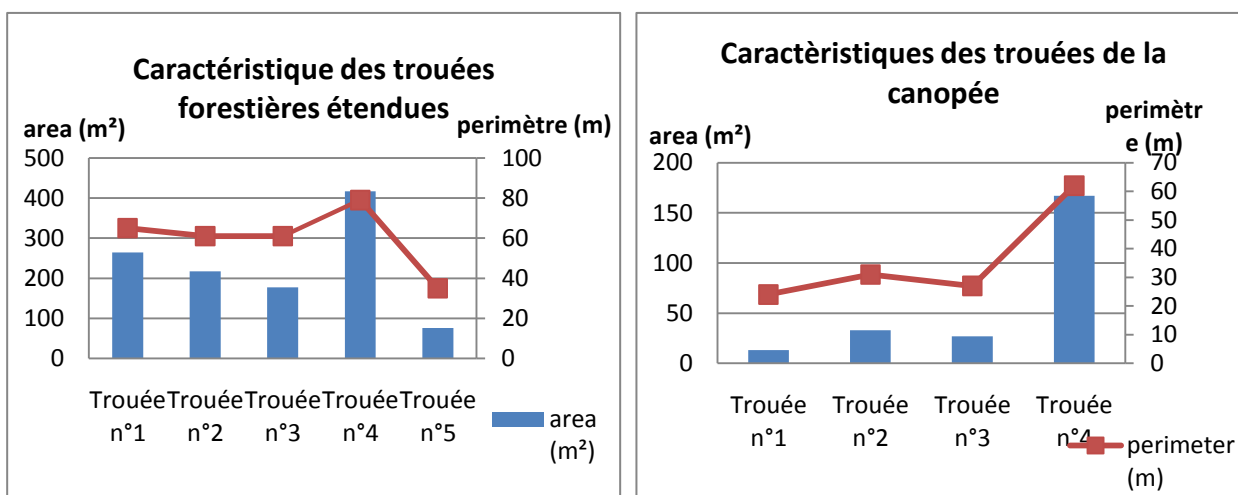 Caractéristique des trouées
forestières étendues
area (m²)
perimètre (m)
500
400
300
200
100
0
100
80
60
40
20
0
Trouée Trouée Trouée Trouée Trouée
n°1 n°2 n°3 n°4 n°5
area
(m²)
Caractèristiques des trouées de la
canopée
area (m²)
perimètr
e (m)
200
150
100
50
0
70
60
50
40
30
20
10
0
Trouée Trouée Trouée Trouée
n°1 n°2 n°3 n°4
perimeter
(m)